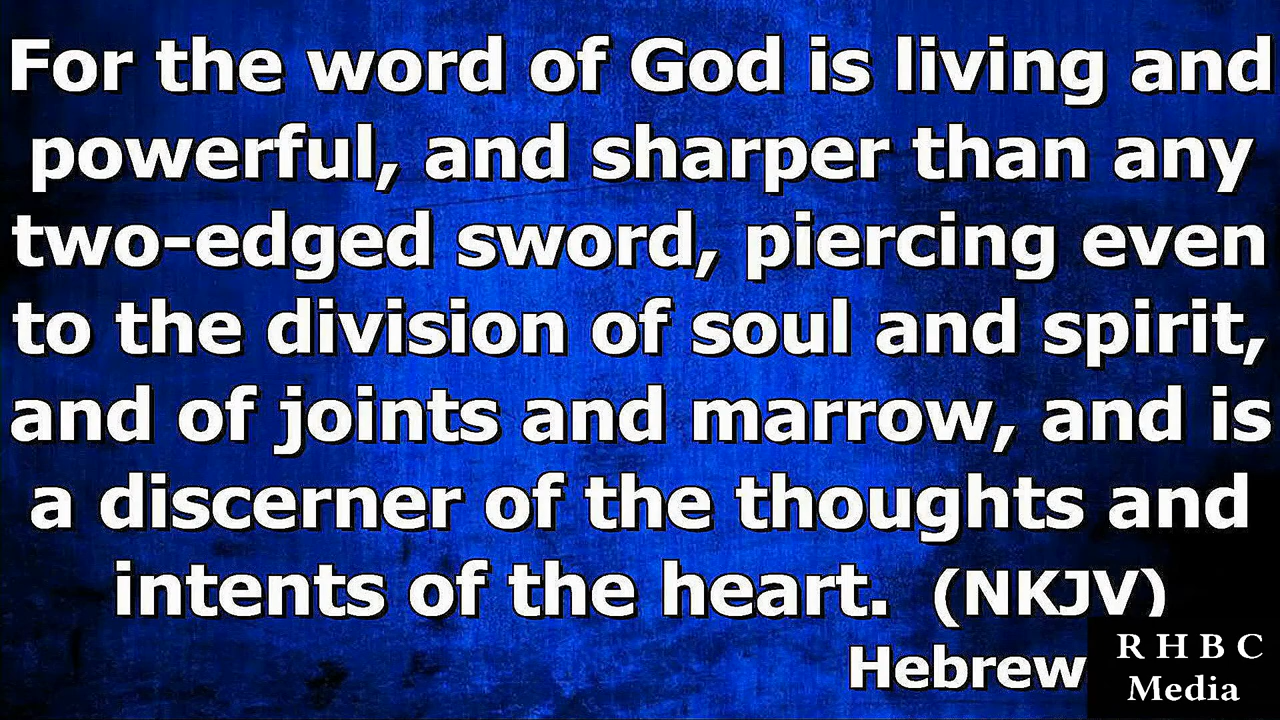 For the word of God is living and
powerful, and sharper than any
two-edged sword, piercing even
to the division of soul and spirit,
and of joints and marrow, and is
a discerner of the thoughts and
intents of the heart. (NKJV)
Hebrew
R H B C
Media